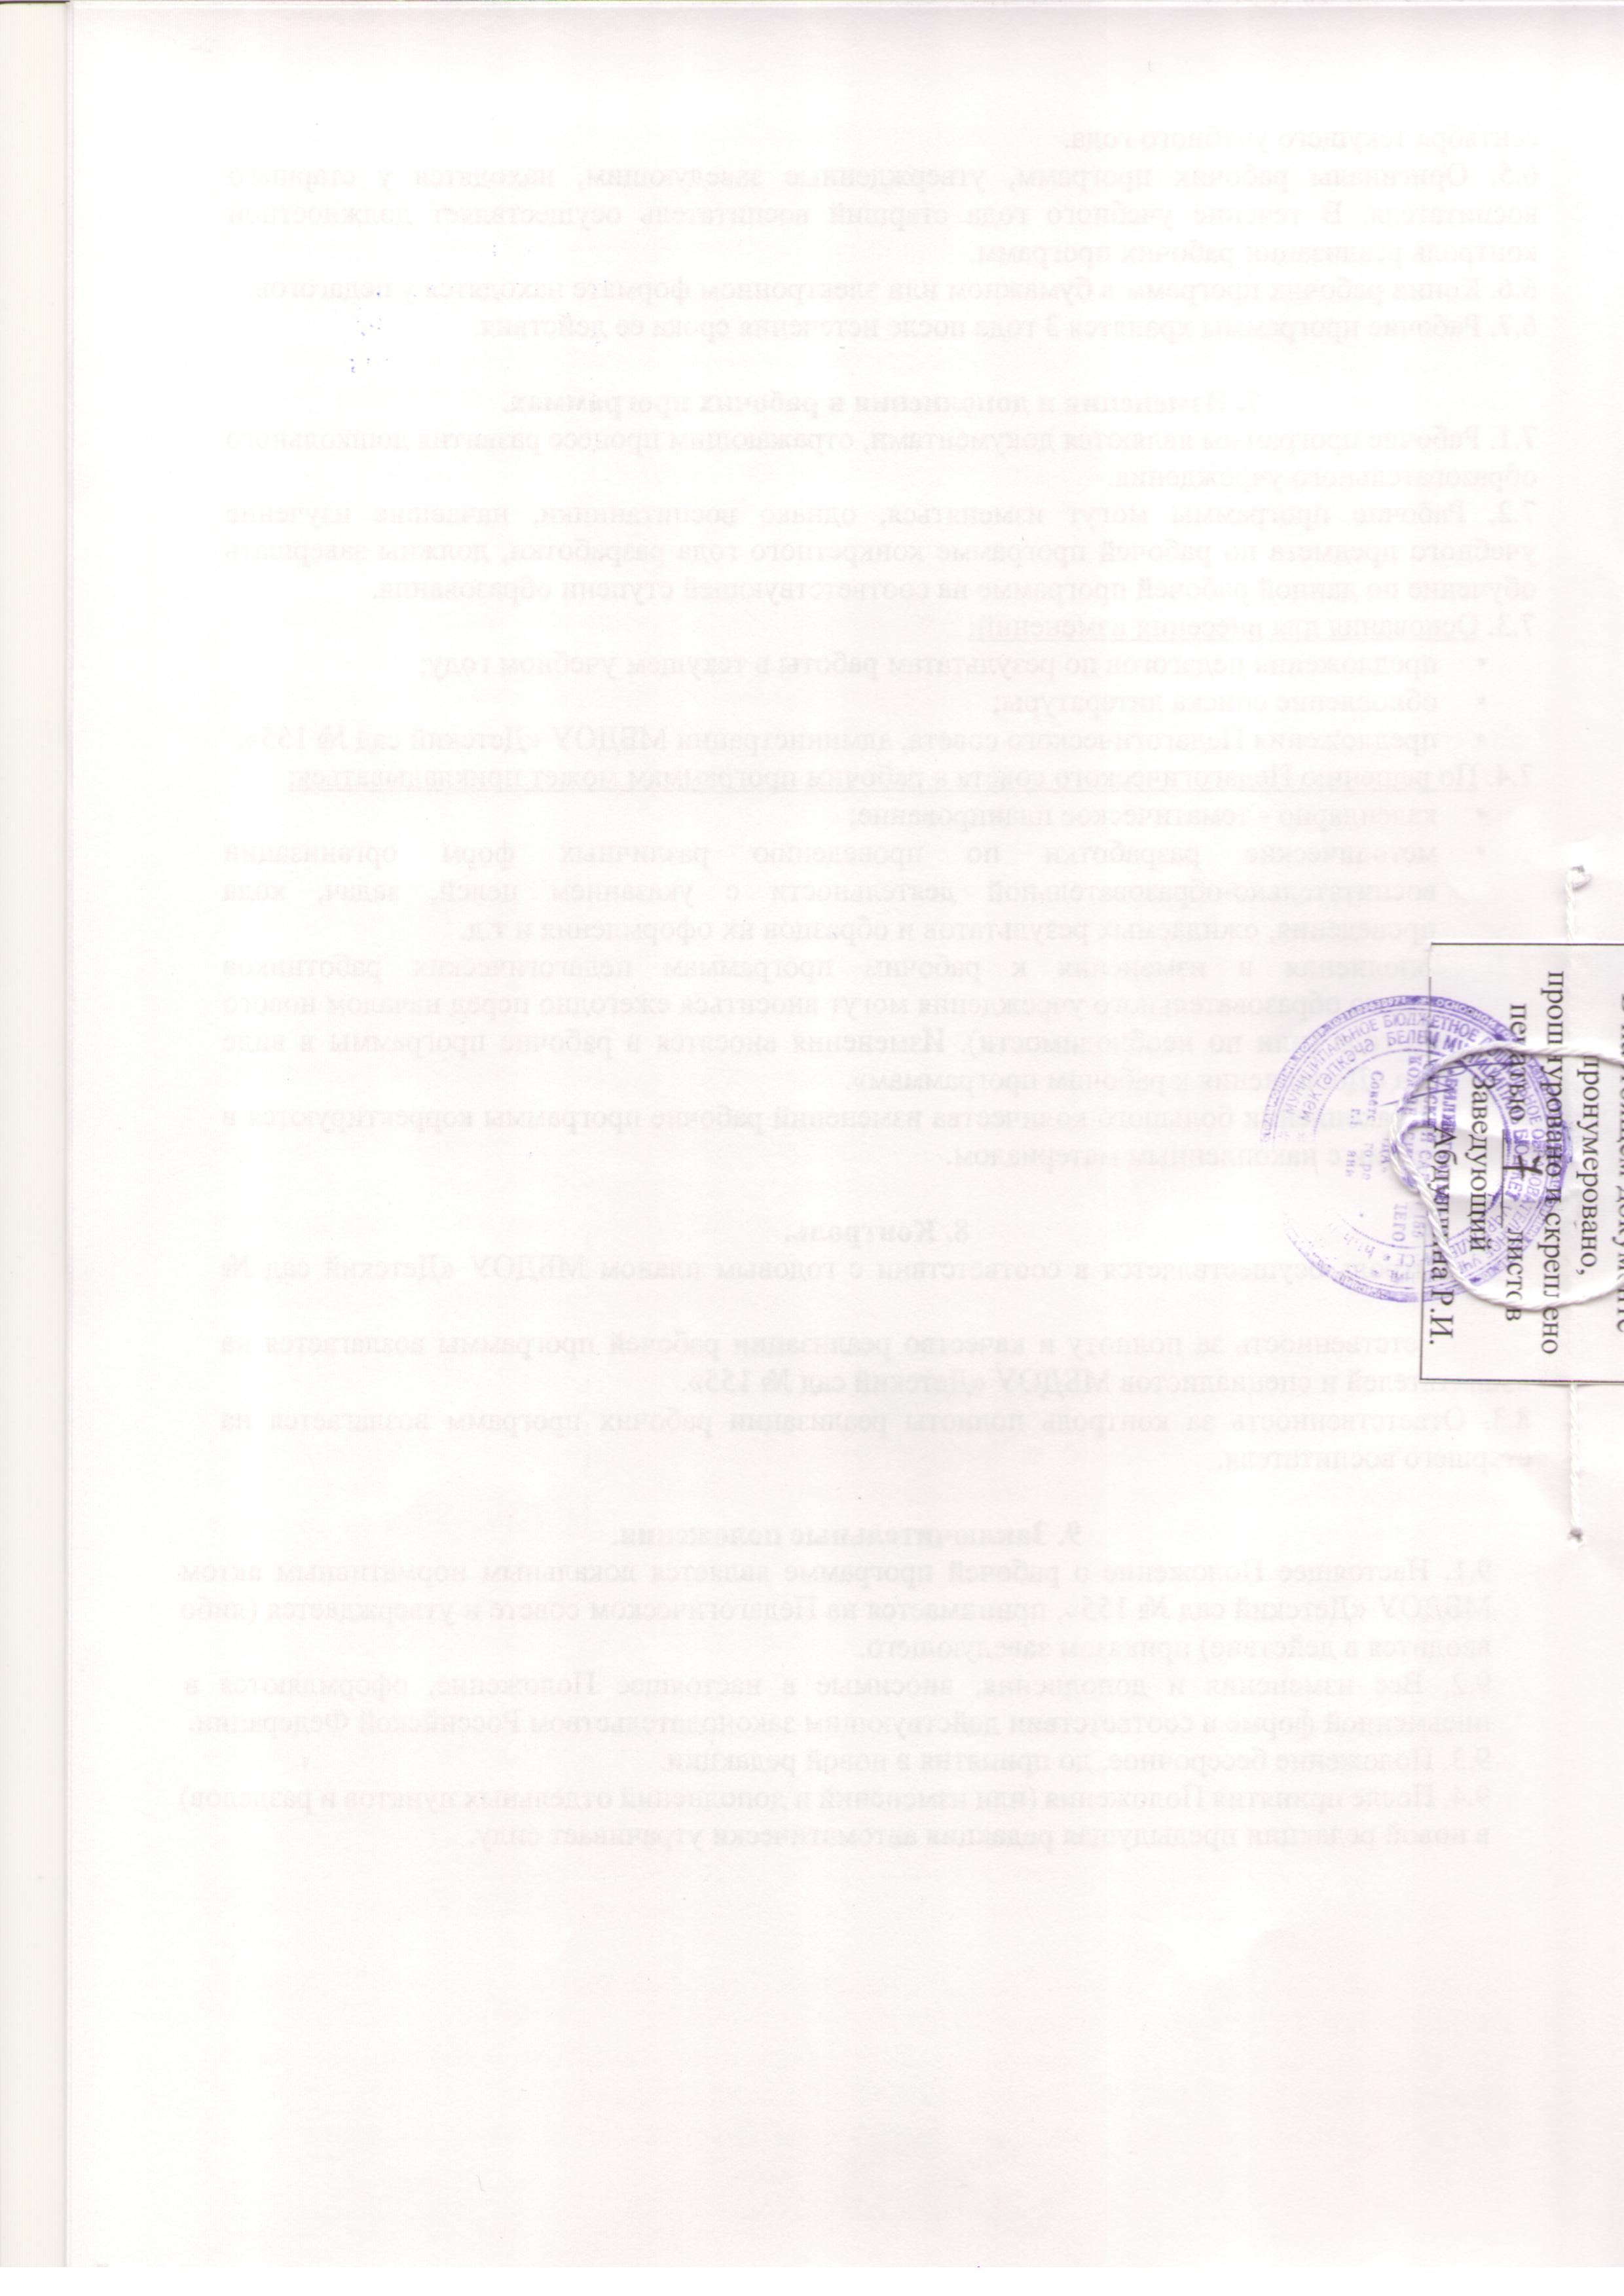 сентября текущего учебного года.
6.5. Оригиналы рабочих программ, утвержденные заведующим, находятся у старшего
воспитателя. В течение учебного года старший воспитатель осуществляет должностной
контроль реализации рабочих программ.
6.6. Копии рабочих программ в бумажном или электронном формате находятся у педагогов.
6.7. Рабочие программы хранятся 3 года после истечения срока ее действия.
7. Изменения и дополнения в рабочих программах.
7.1. Рабочие программы являются документами, отражающим процесс развития дошкольного
образовательного учреждения.
7.2. Рабочие программы могут изменяться, однако воспитанники, начавшие изучение
учебного предмета по рабочей программе конкретного года разработки, должны завершить
обучение по данной рабочей программе на соответствующей ступени образования.
7.3. Основания для внесения изменений:
• предложения педагогов по результатам работы в текущем учебном году;
• обновление списка литературы;
• предложения Педагогического совета, администрации МБДОУ «Детский сад № 155».
7.4. По решению Педагогического совета к рабочим программам может прикладываться:
• календарно - тематическое планирование;
• методические разработки по проведению различных форм организации
воспитательно-образовательной деятельности с указанием целей, задач, хода
проведения, ожидаемых результатов и образцов их оформления и т.д.
и изменения к рабочим программам педагогических работников
образовательного учреждения могут вноситься ежегодно перед началом нового
по необходимости). Изменения вносятся в рабочие программы в виде
к рабочим программам».
большого количества изменений рабочие программы корректируются в
с накопленным материалом.
8. Контроль.
осуществляется в соответствии с годовым планом МБДОУ «Детский сад №
за полноту и качество реализации рабочей программы возлагается на
воспитателей и специалистов МБДОУ «Детский сад № 155».
8.3. Ответственность за контроль полноты реализации рабочих программ возлагается на
старшего воспитателя.
9. Заключительные положения.
9.1. Настоящее Положение о рабочей программе является локальным нормативным актом
МБДОУ «Детский сад № 155», принимается на Педагогическом совете и утверждается (либо
вводится в действие) приказом заведующего.
9.2. Все изменения и дополнения, вносимые в настоящее Положение, оформляются в
письменной форме в соответствии действующим законодательством Российской Федерации.
9.3. Положение бессрочное, до принятия в новой редакции.
9.4. После принятия Положения (или изменений и дополнений отдельных пунктов и разделов)
в новой редакции предыдущая редакция автоматически утрачивает силу.
пронумеровано,
прошнуровано и скреплено
печатью 7 листов
Заведующий
Р.И.
МУНИЦИПАЛЬНОЕ БЮДЖЕТНОЕ